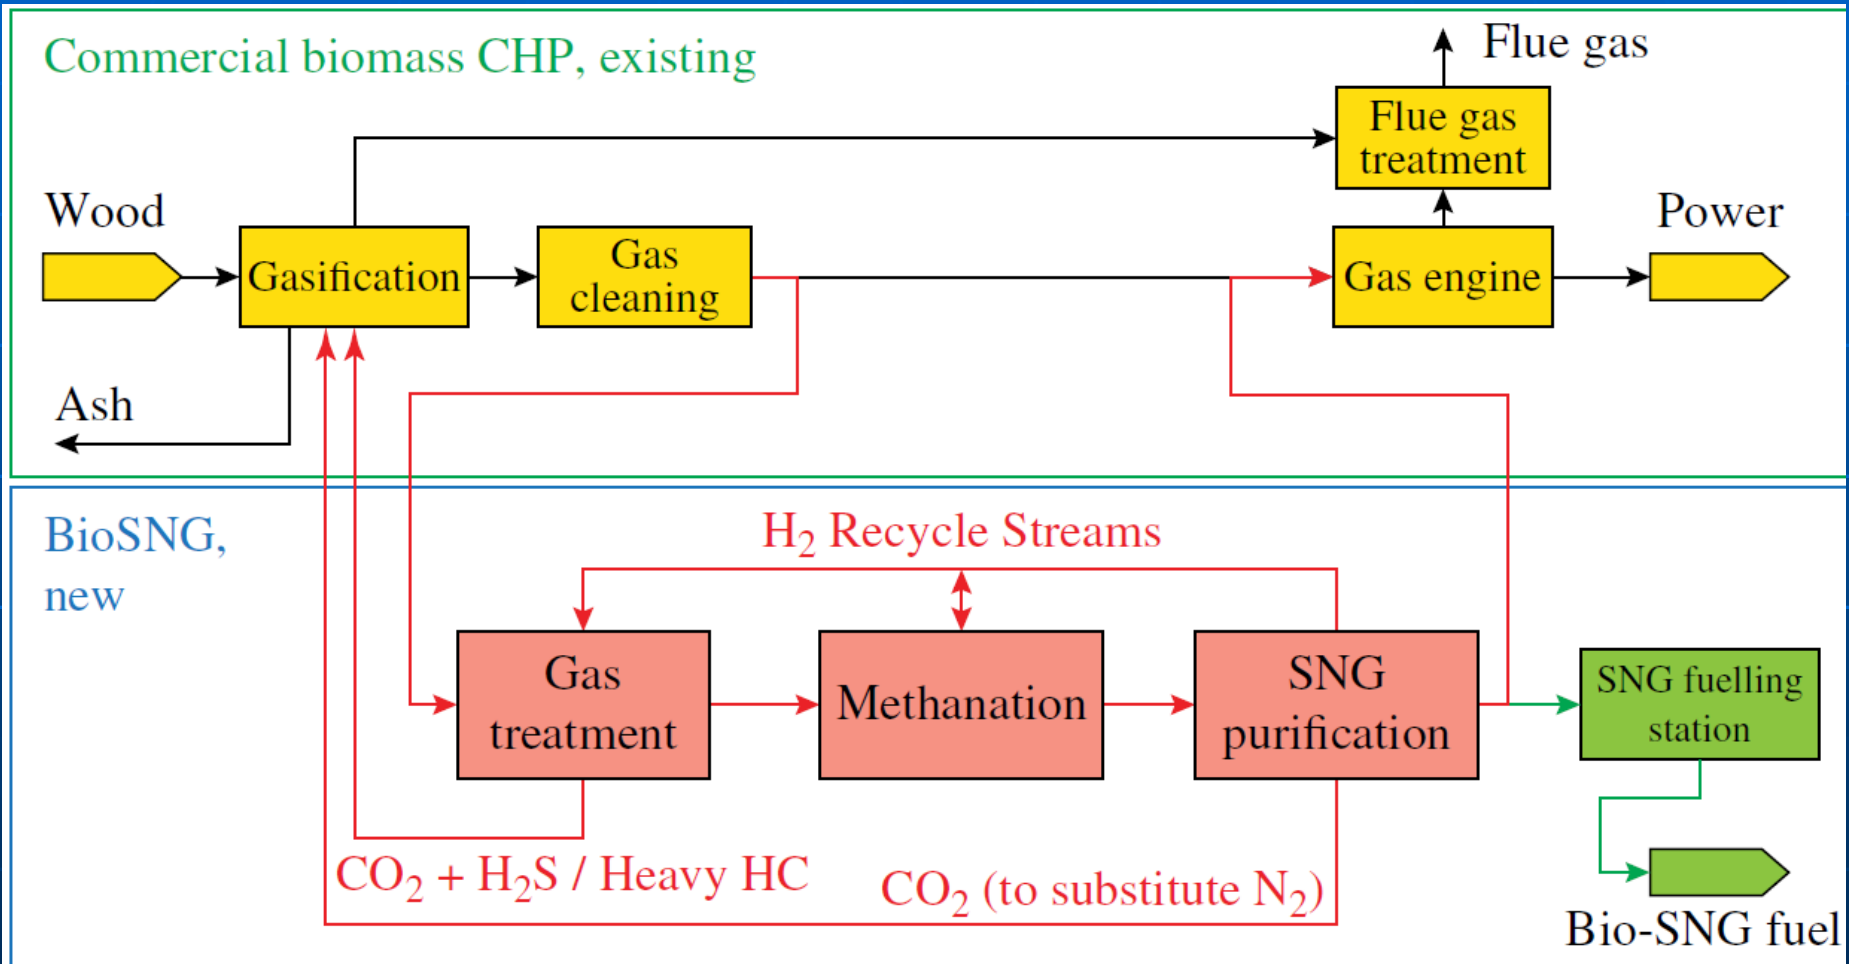 Commercial biomass CHP, existing
Flue gas
Flue gas
treatment
Wood
Power
Gasification
Gas
cleaning
Gas engine
Ash
BioSNG,
new
H₂ Recycle Streams
Gas
treatment
Methanation
SNG
purification
SNG fuelling
station
CO₂ + H₂S / Heavy HC
CO₂ (to substitute N₂)
Bio-SNG fuel